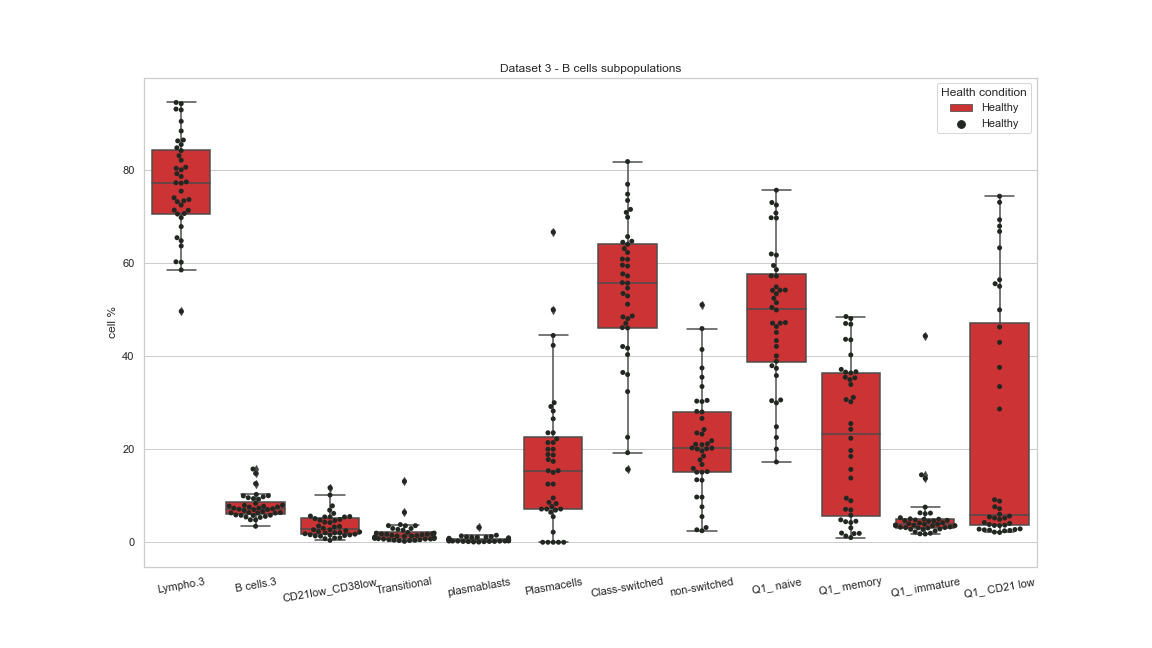 Dataset 3 - B cells subpopulations
Health condition
Healthy
Healthy
cell %
80
60
40
20
0
Lympho.3
B cells.3
CD21low_CD38low
Transitional
plasmablasts
Plasmacells
Class-switched
non-switched
Q1_ naive
Q1_ memory
Q1_ immature
Q1_ CD21 low